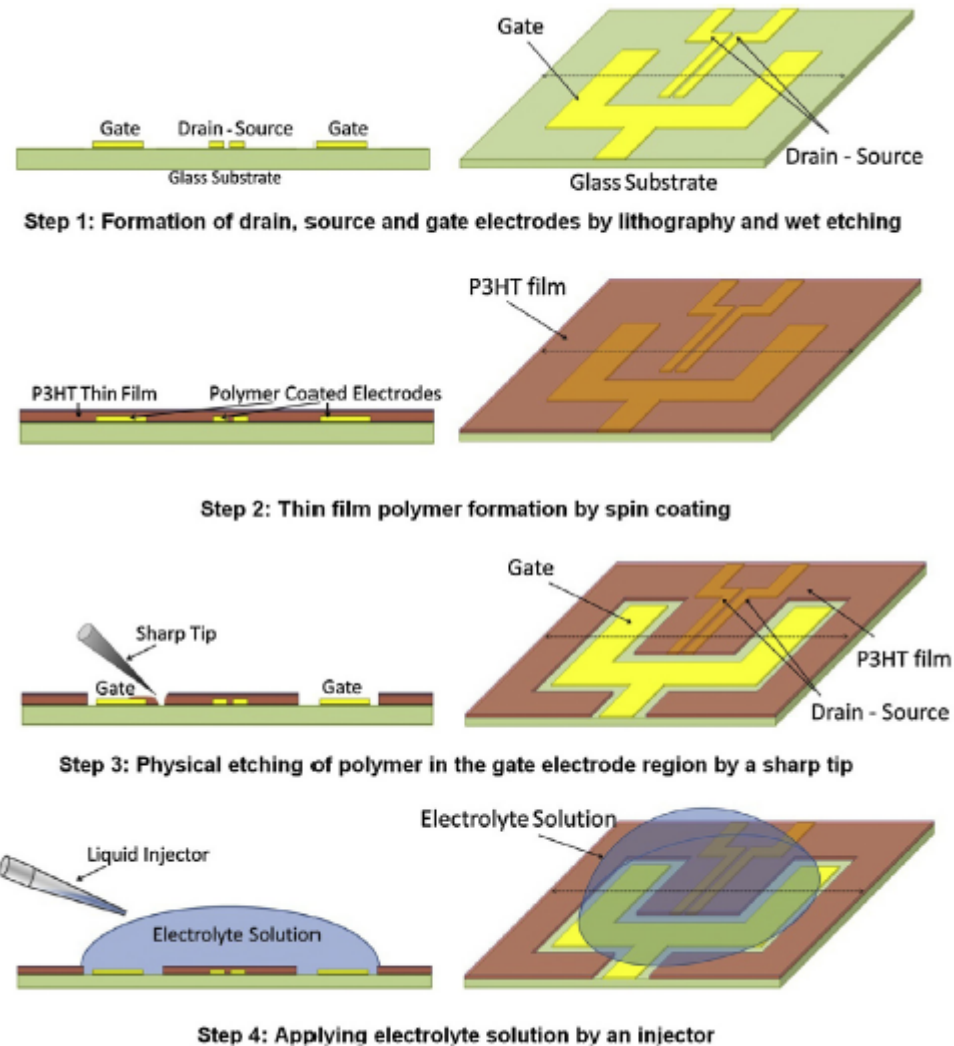 Gate
Gate Drain - Source Gate
Drain - Source
Glass Substrate
Glass Substrate
Step 1: Formation of drain, source and gate electrodes by lithography and wet etching
P3HT film
P3HT Thin Film Polymer Coated Electrodes
Step 2: Thin film polymer formation by spin coating
Gate
Sharp Tip
P3HT film
Gate Gate
Drain - Source
Step 3: Physical etching of polymer in the gate electrode region by a sharp tip
Electrolyte Solution
Liquid Injector
Electrolyte Solution
Step 4: Applying electrolyte solution by an injector